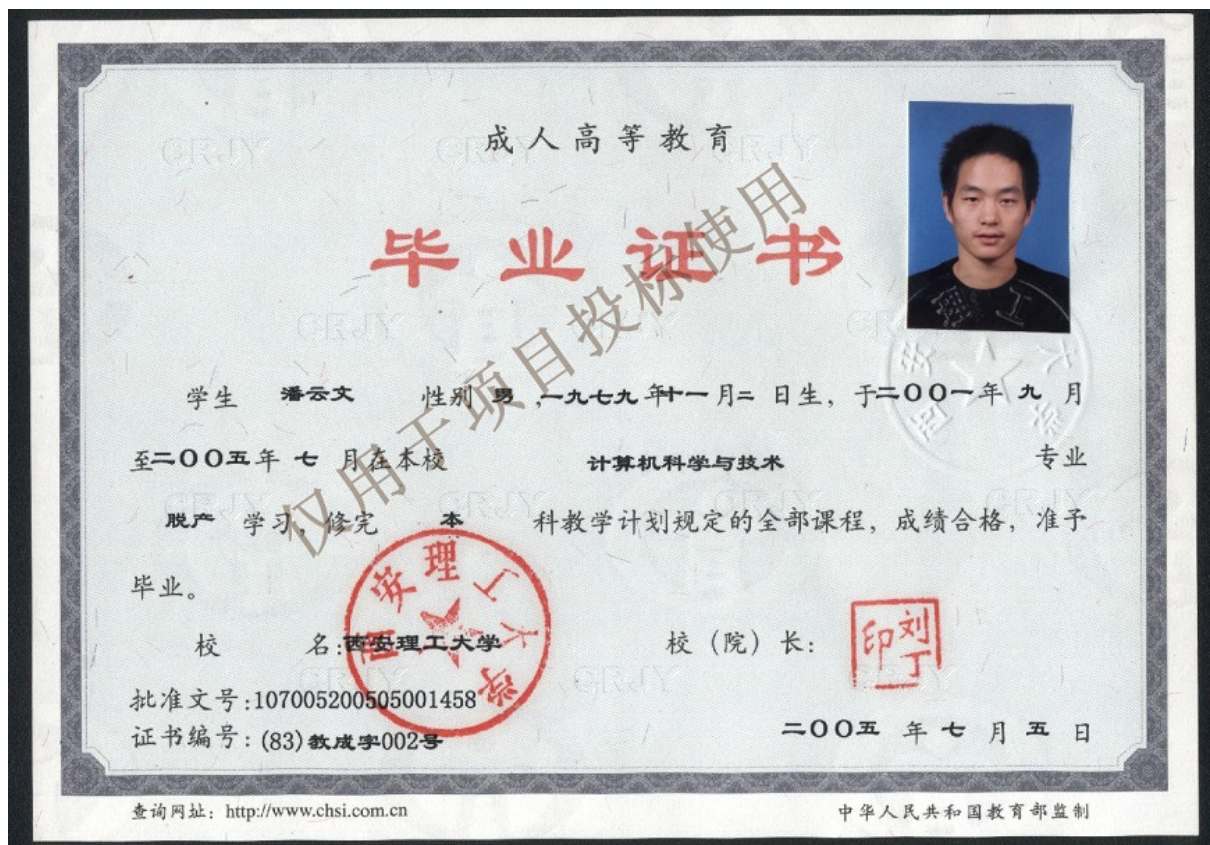 成人高等教育
毕业证书
学生 潘云文 性别 男 ,一九七九年十一月二日生，于二〇〇一年九月
至二〇〇五年七月在本校 计算机科学与技术 专业
脱产 学习，修完 本 科教学计划规定的全部课程，成绩合格，准予
毕业。
校 名:西安理工大学 校（院）长：
刘丁印
批准文号:107005200505001458
证书编号:(83)教成字002号
二〇〇五年七月五日
查询网址：http://www.chsi.com.cn
中华人民共和国教育部监制
仅用于项目投标使用
西安理工大学